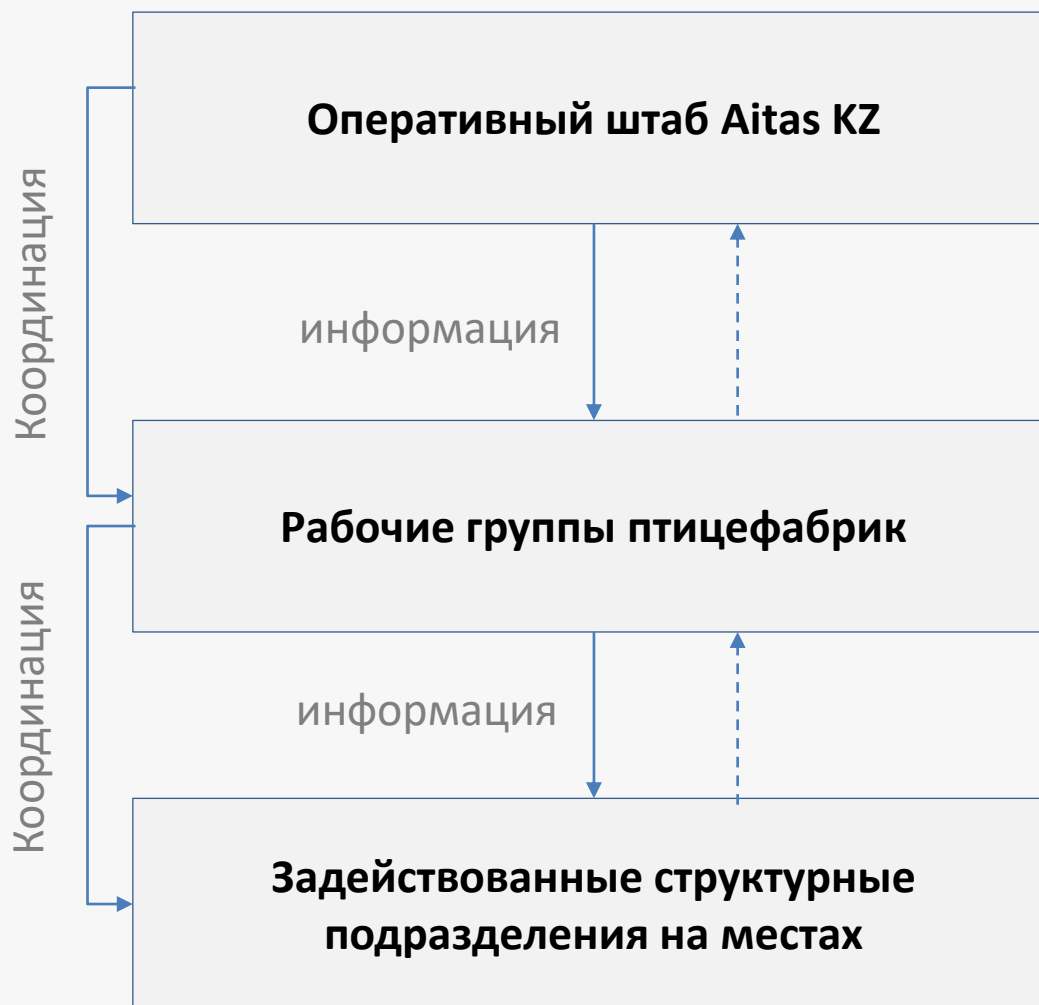 Оперативный штаб Aitas KZ
Координация
информация
Рабочие группы птицефабрик
Координация
информация
Задействованные структурные
подразделения на местах